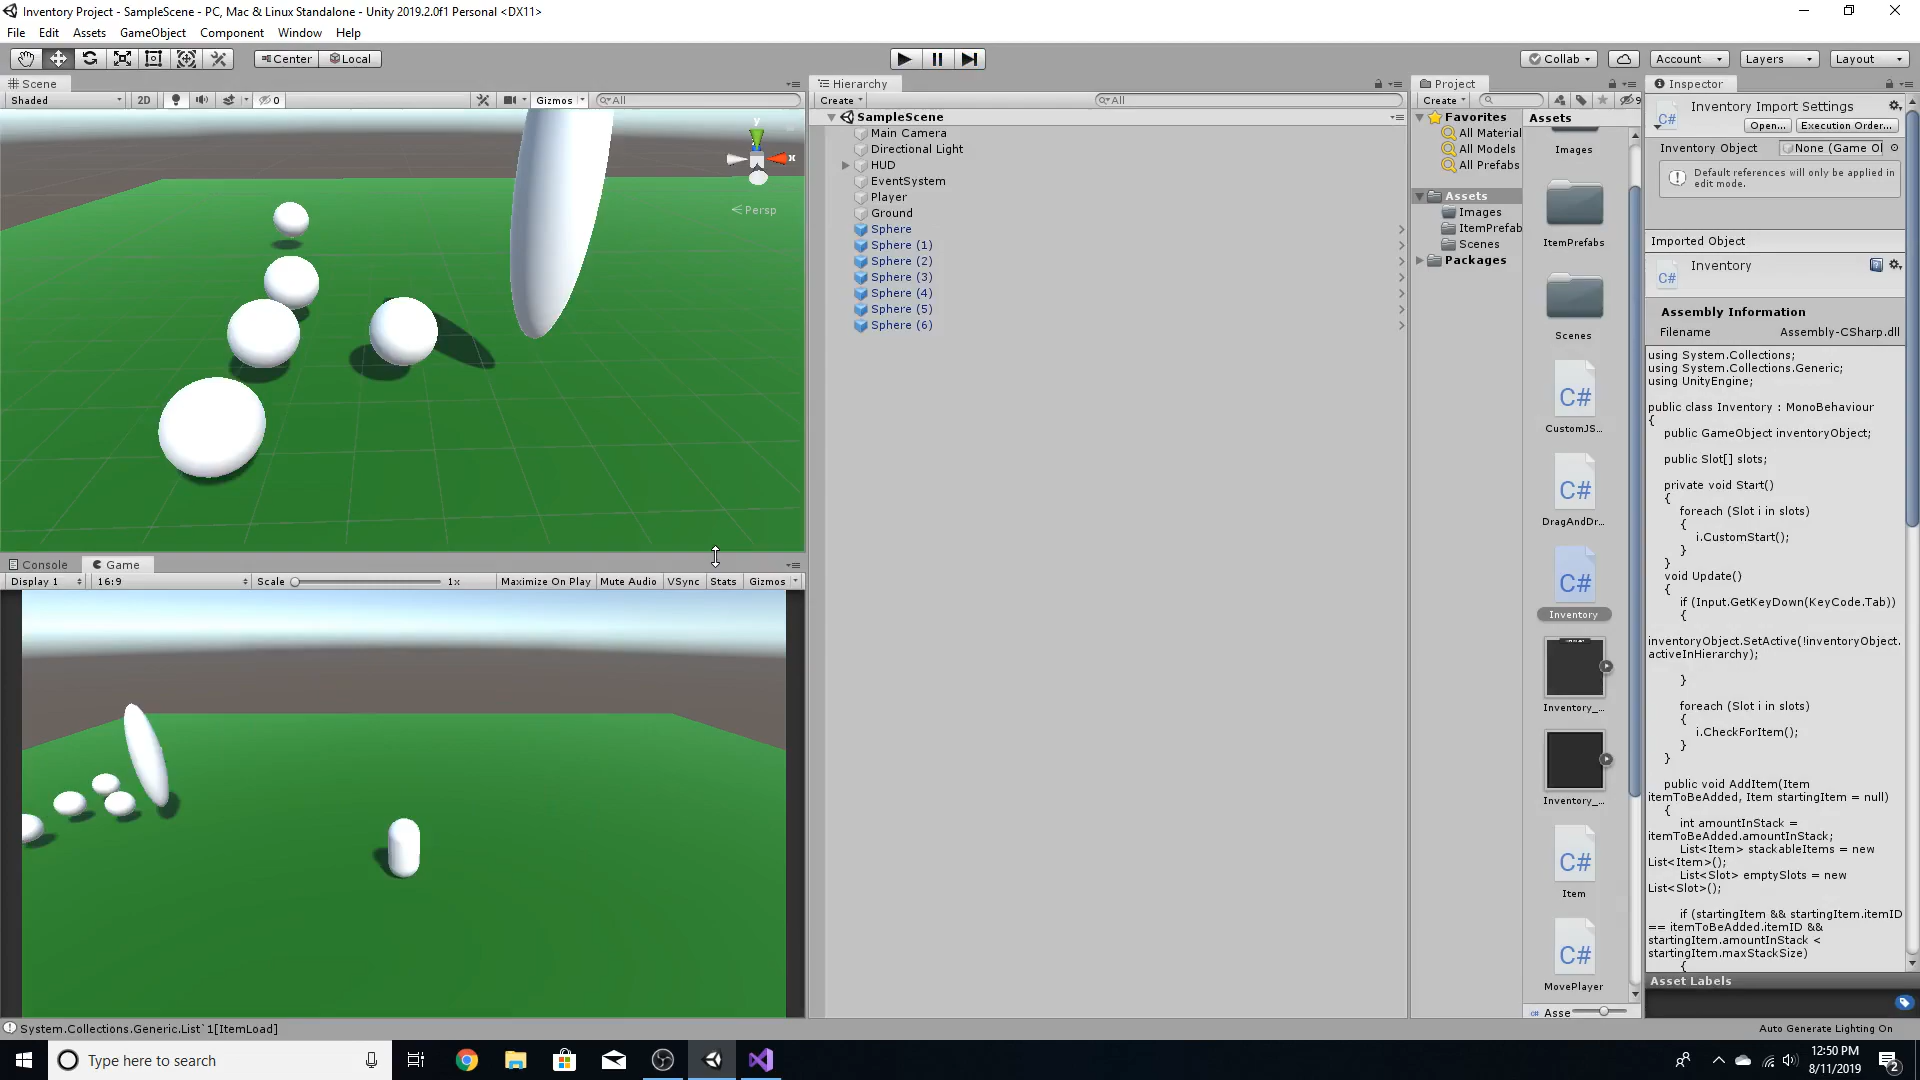 Inventory Project - SampleScene - PC, Mac & Linux Standalone - Unity 2019.2.0f1 Personal <DX11>
File Edit Assets GameObject Component Window Help
Center Local
Collab Account Layers Layout
Scene
Shaded 2D 0 Gizmos All
y
x
Persp
Console Game
Display 1 16:9 Scale 1x Maximize On Play Mute Audio VSync Stats Gizmos
Hierarchy
Create All
SampleScene
Main Camera
Directional Light
HUD
EventSystem
Player
Ground
Sphere
Sphere (1)
Sphere (2)
Sphere (3)
Sphere (4)
Sphere (5)
Sphere (6)
Project
Create 9
Favorites
All Material
All Models
All Prefabs
Assets
Images
ItemPrefab
Scenes
Packages
Assets
Images
ItemPrefabs
Scenes
C#
CustomJS...
C#
DragAndDr...
C#
Inventory
Inventory_...
Inventory_...
C#
Item
C#
MovePlayer
C# Asse
Inspector
C# Inventory Import Settings
Open... Execution Order...
Inventory Object None (Game Ol
Default references will only be applied in
edit mode.
Imported Object
C# Inventory
Assembly Information
Filename Assembly-CSharp.dll
using System.Collections;
using System.Collections.Generic;
using UnityEngine;
public class Inventory : MonoBehaviour
{
public GameObject inventoryObject;
public Slot[] slots;
private void Start()
{
foreach (Slot i in slots)
{
i.CustomStart();
}
}
void Update()
{
if (Input.GetKeyDown(KeyCode.Tab))
{
inventoryObject.SetActive(!inventoryObject.
activeInHierarchy);
}
foreach (Slot i in slots)
{
i.CheckForItem();
}
}
public void AddItem(Item
itemToBeAdded, Item startingItem = null)
{
int amountInStack =
itemToBeAdded.amountInStack;
List<Item> stackableItems = new
List<Item>();
List<Slot> emptySlots = new
List<Slot>();
if (startingItem && startingItem.itemID
== itemToBeAdded.itemID &&
startingItem.amountInStack <
startingItem.maxStackSize)
{
Asset Labels
System.Collections.Generic.List`1[ItemLoad]
Auto Generate Lighting On
Type here to search
12:50 PM
8/11/2019
2